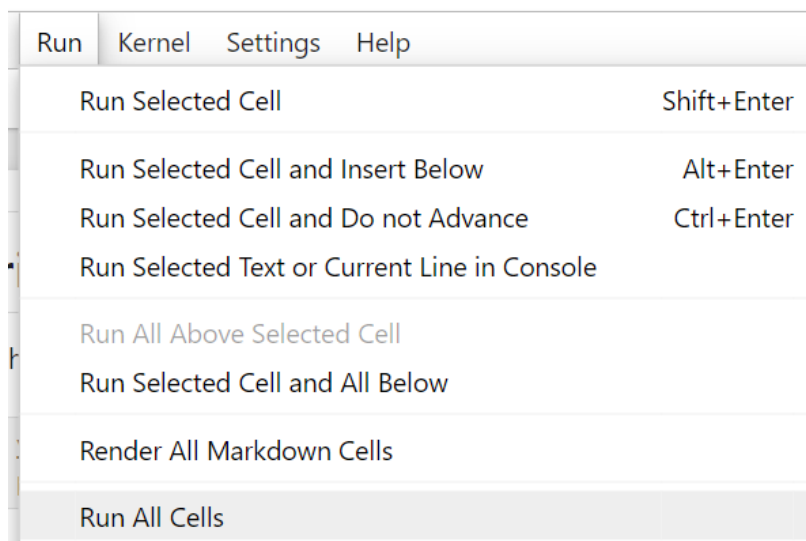 Run Kernel Settings Help
Run Selected Cell Shift+Enter
Run Selected Cell and Insert Below Alt+Enter
Run Selected Cell and Do not Advance Ctrl+Enter
Run Selected Text or Current Line in Console
Run All Above Selected Cell
Run Selected Cell and All Below
Render All Markdown Cells
Run All Cells